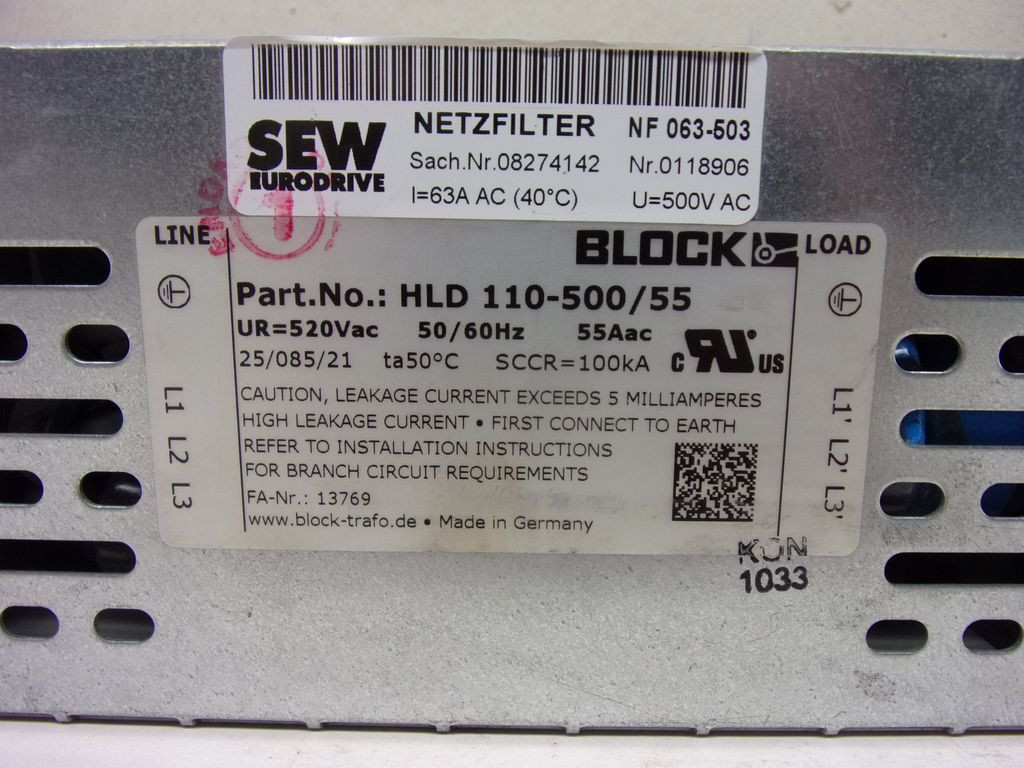 SEW
EURODRIVE
NETZFILTER NF 063-503
Sach.Nr.08274142 Nr.0118906
I=63A AC (40°C) U=500V AC
LINE
BLOCK
LOAD
Part.No.: HLD 110-500/55
UR=520Vac 50/60Hz 55Aac
25/085/21 ta50°C SCCR=100kA
C RU US
CAUTION, LEAKAGE CURRENT EXCEEDS 5 MILLIAMPERES
HIGH LEAKAGE CURRENT • FIRST CONNECT TO EARTH
REFER TO INSTALLATION INSTRUCTIONS
FOR BRANCH CIRCUIT REQUIREMENTS
FA-Nr.: 13769
www.block-trafo.de • Made in Germany
L1 L2 L3
L1' L2' L3'
KON
1033
1